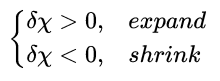 δχ > 0, expand
δχ < 0, shrink